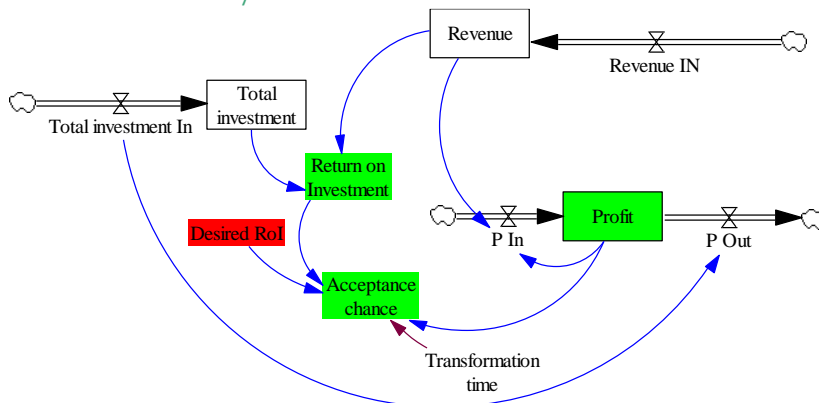 Revenue
Revenue IN
Total
investment
Total investment In
Return on
Investment
Profit
P In
P Out
Desired RoI
Acceptance
chance
Transformation
time